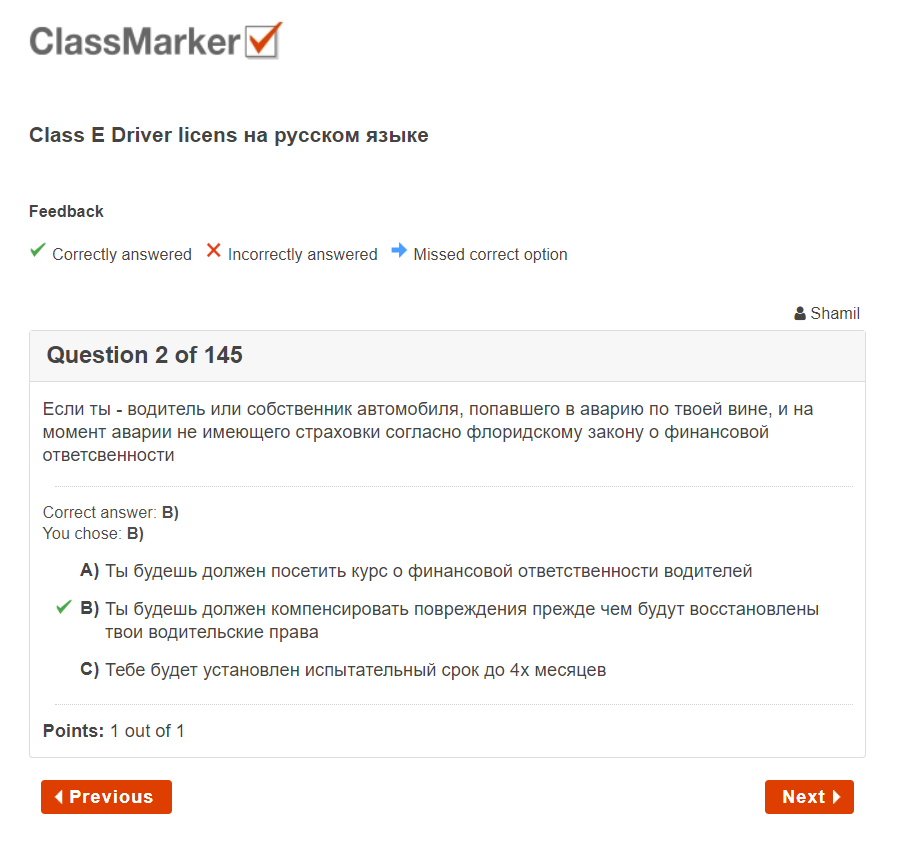 ClassMarker
Class E Driver licens на русском языке
Feedback
Correctly answered Incorrectly answered Missed correct option
Shamil
Question 2 of 145
Если ты - водитель или собственник автомобиля, попавшего в аварию по твоей вине, и на
момент аварии не имеющего страховки согласно флоридскому закону о финансовой
ответсвенности
Correct answer: B)
You chose: B)
A) Ты будешь должен посетить курс о финансовой ответственности водителей
B) Ты будешь должен компенсировать повреждения прежде чем будут восстановлены
твои водительские права
C) Тебе будет установлен испытательный срок до 4х месяцев
Points: 1 out of 1
Previous Next